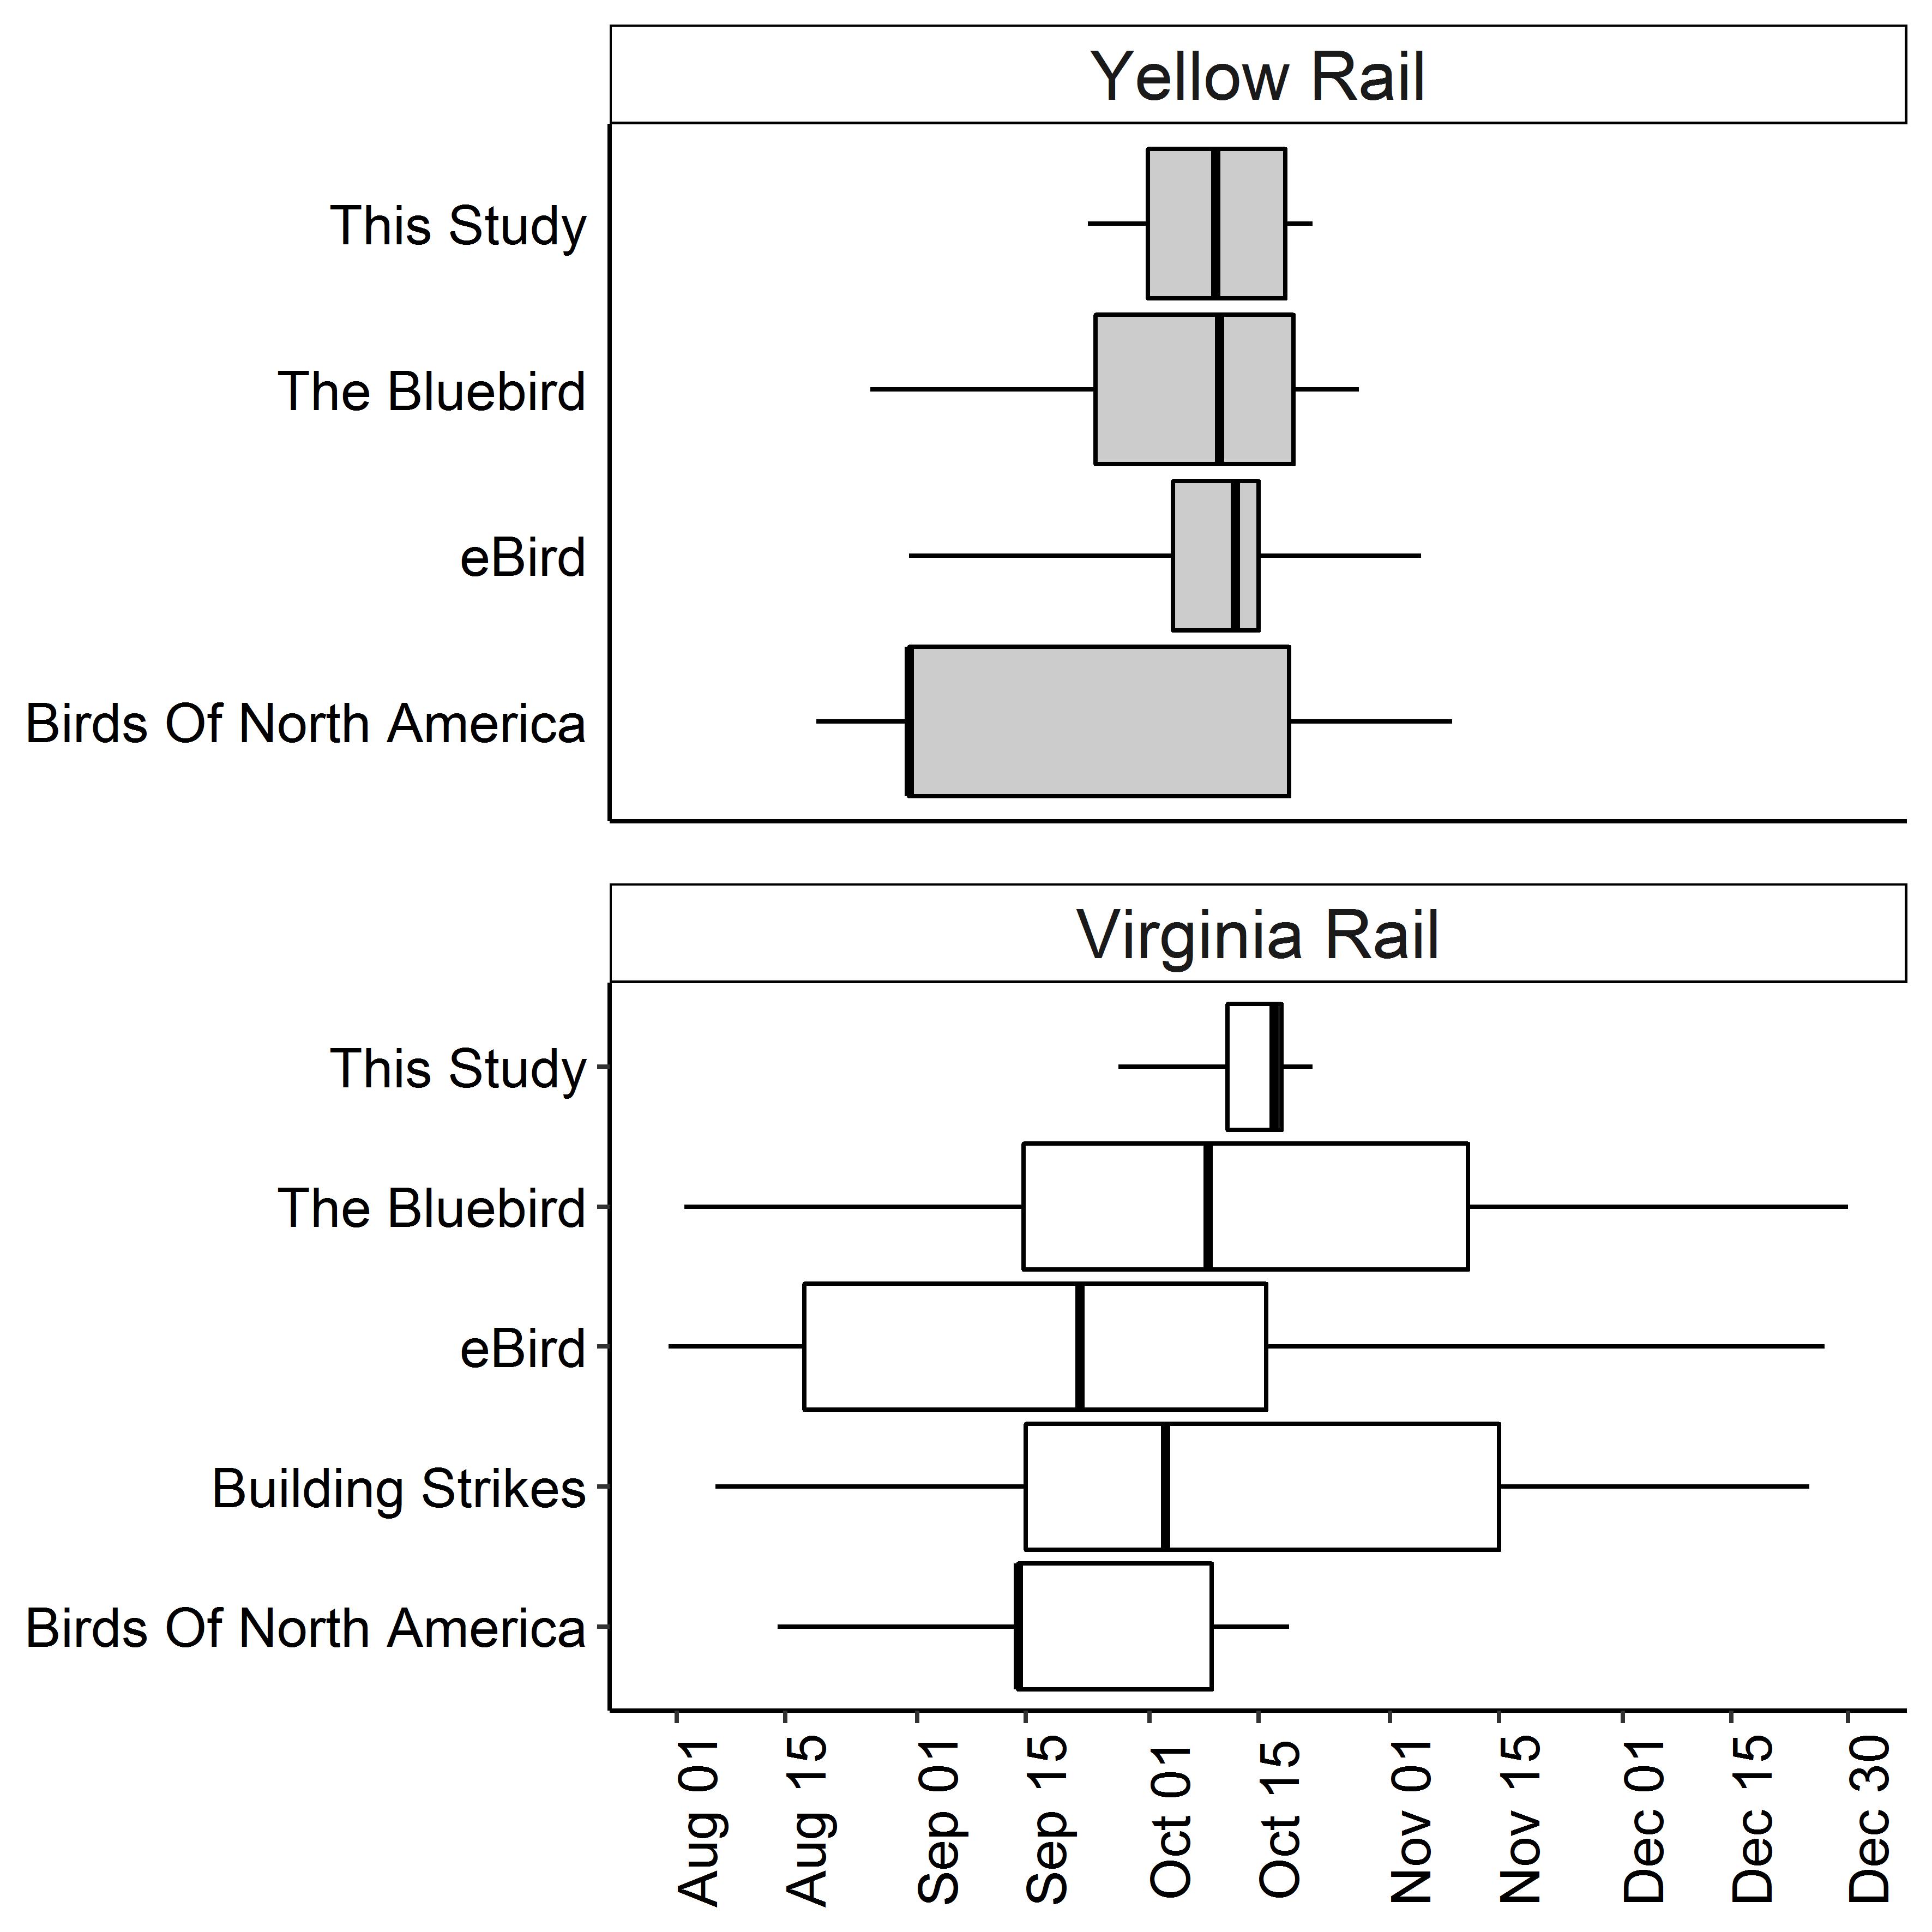 Yellow Rail
This Study
The Bluebird
eBird
Birds Of North America
Virginia Rail
This Study
The Bluebird
eBird
Building Strikes
Birds Of North America
Aug 01
Aug 15
Sep 01
Sep 15
Oct 01
Oct 15
Nov 01
Nov 15
Dec 01
Dec 15
Dec 30